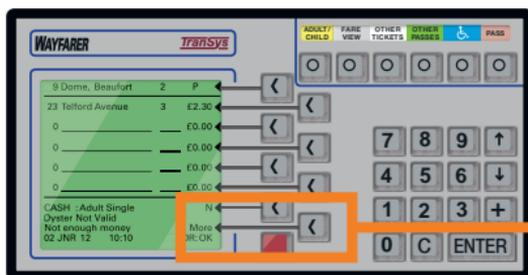 WAYFARER TranSys
ADULT/ CHILD FARE VIEW OTHER TICKETS OTHER PASSES PASS
9 Dome, Beaufort 2 P
23 Telford Avenue 3 £2.30
0 £0.00
0 £0.00
0 £0.00
0 £0.00
CASH :Adult Single N
Oyster Not Valid
Not enough money More
02 JNR 12 10:10 DR:OK
7 8 9
4 5 6
1 2 3 +
0 C ENTER